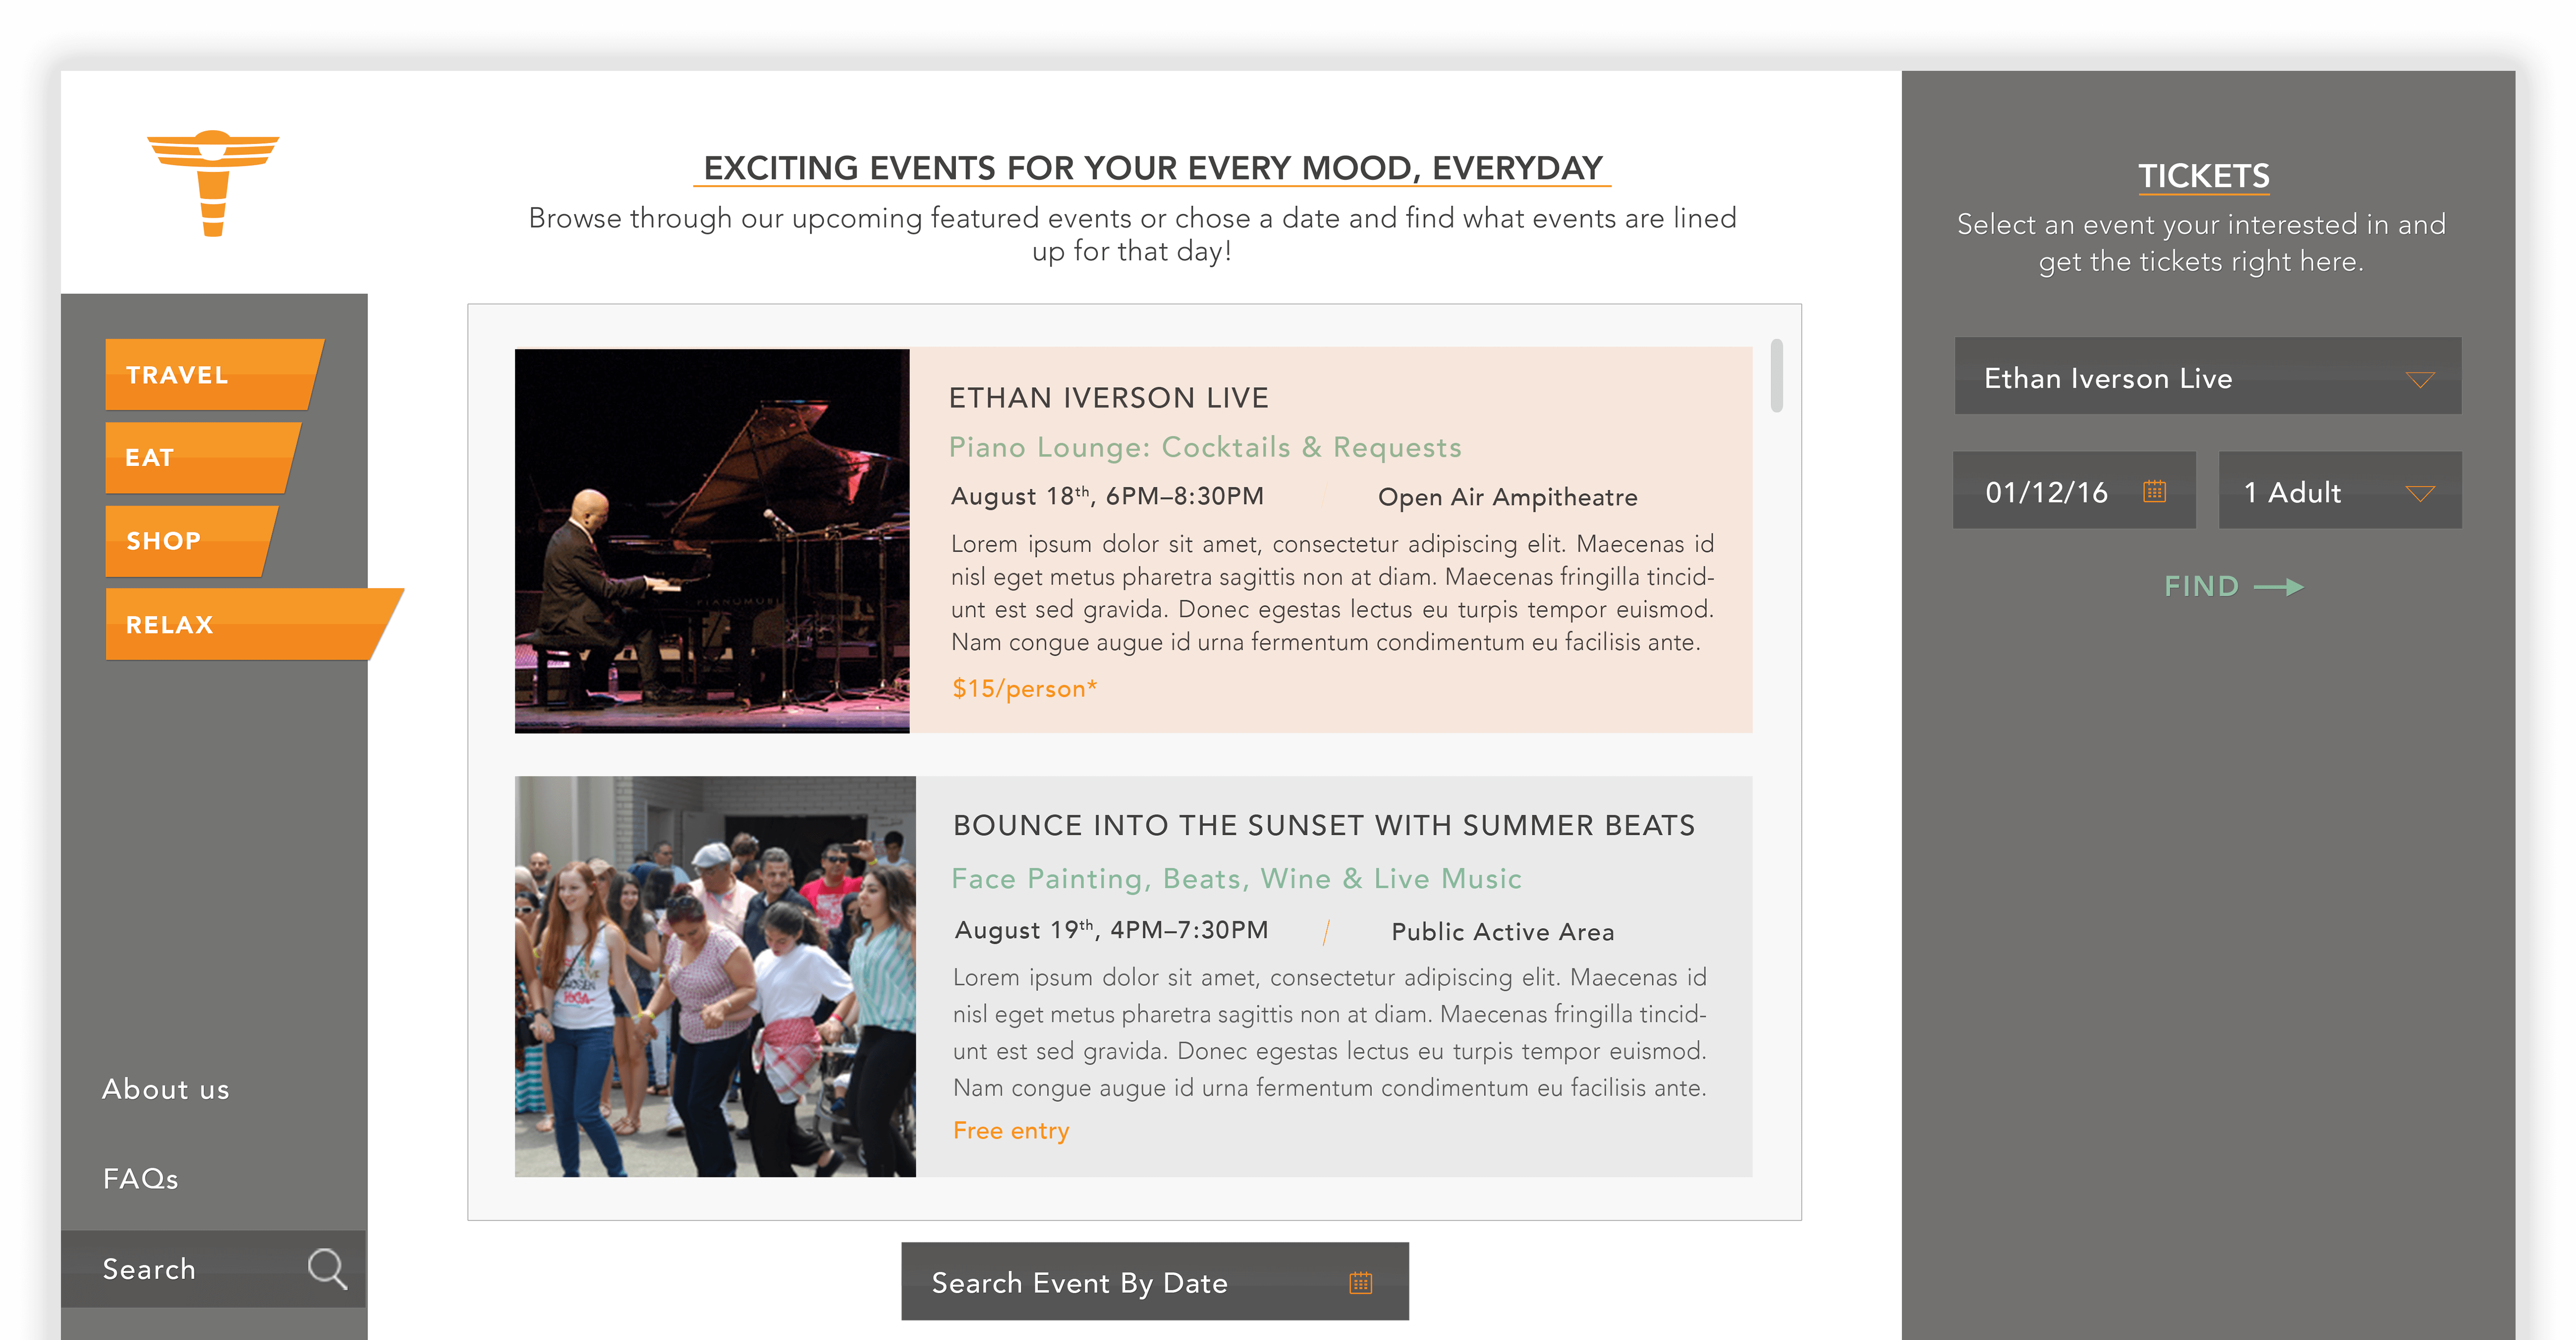 EXCITING EVENTS FOR YOUR EVERY MOOD, EVERYDAY
Browse through our upcoming featured events or chose a date and find what events are lined
up for that day!
TRAVEL
EAT
SHOP
RELAX
About us
FAQs
Search
ETHAN IVERSON LIVE
Piano Lounge: Cocktails & Requests
August 18th, 6PM–8:30PM / Open Air Ampitheatre
Lorem ipsum dolor sit amet, consectetur adipiscing elit. Maecenas id
nisl eget metus pharetra sagittis non at diam. Maecenas fringilla tincid-
unt est sed gravida. Donec egestas lectus eu turpis tempor euismod.
Nam congue augue id urna fermentum condimentum eu facilisis ante.
$15/person*
BOUNCE INTO THE SUNSET WITH SUMMER BEATS
Face Painting, Beats, Wine & Live Music
August 19th, 4PM–7:30PM / Public Active Area
Lorem ipsum dolor sit amet, consectetur adipiscing elit. Maecenas id
nisl eget metus pharetra sagittis non at diam. Maecenas fringilla tincid-
unt est sed gravida. Donec egestas lectus eu turpis tempor euismod.
Nam congue augue id urna fermentum condimentum eu facilisis ante.
Free entry
Search Event By Date
TICKETS
Select an event your interested in and
get the tickets right here.
Ethan Iverson Live
01/12/16
1 Adult
FIND